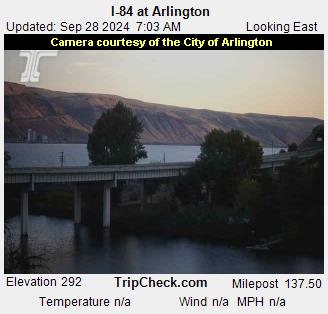 I-84 at Arlington
Updated: Sep 28 2024 7:03 AM Looking East
Camera courtesy of the City of Arlington
Elevation 292 TripCheck.com Milepost 137.50
Temperature n/a Wind n/a MPH n/a